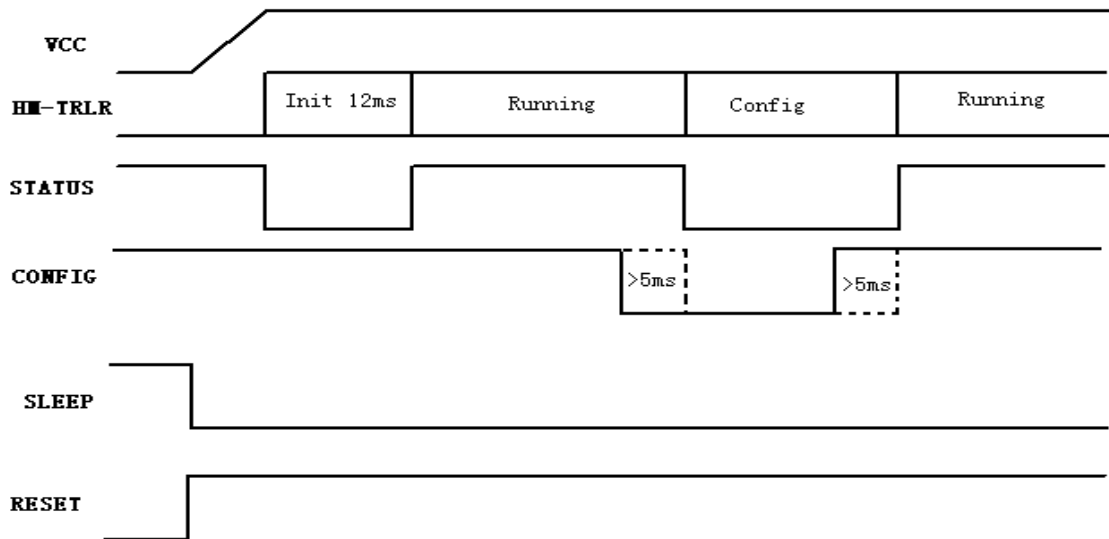 VCC
HM-TRLR
Init 12ms
Running
Config
Running
STATUS
CONFIG
>5ms
>5ms
SLEEP
RESET